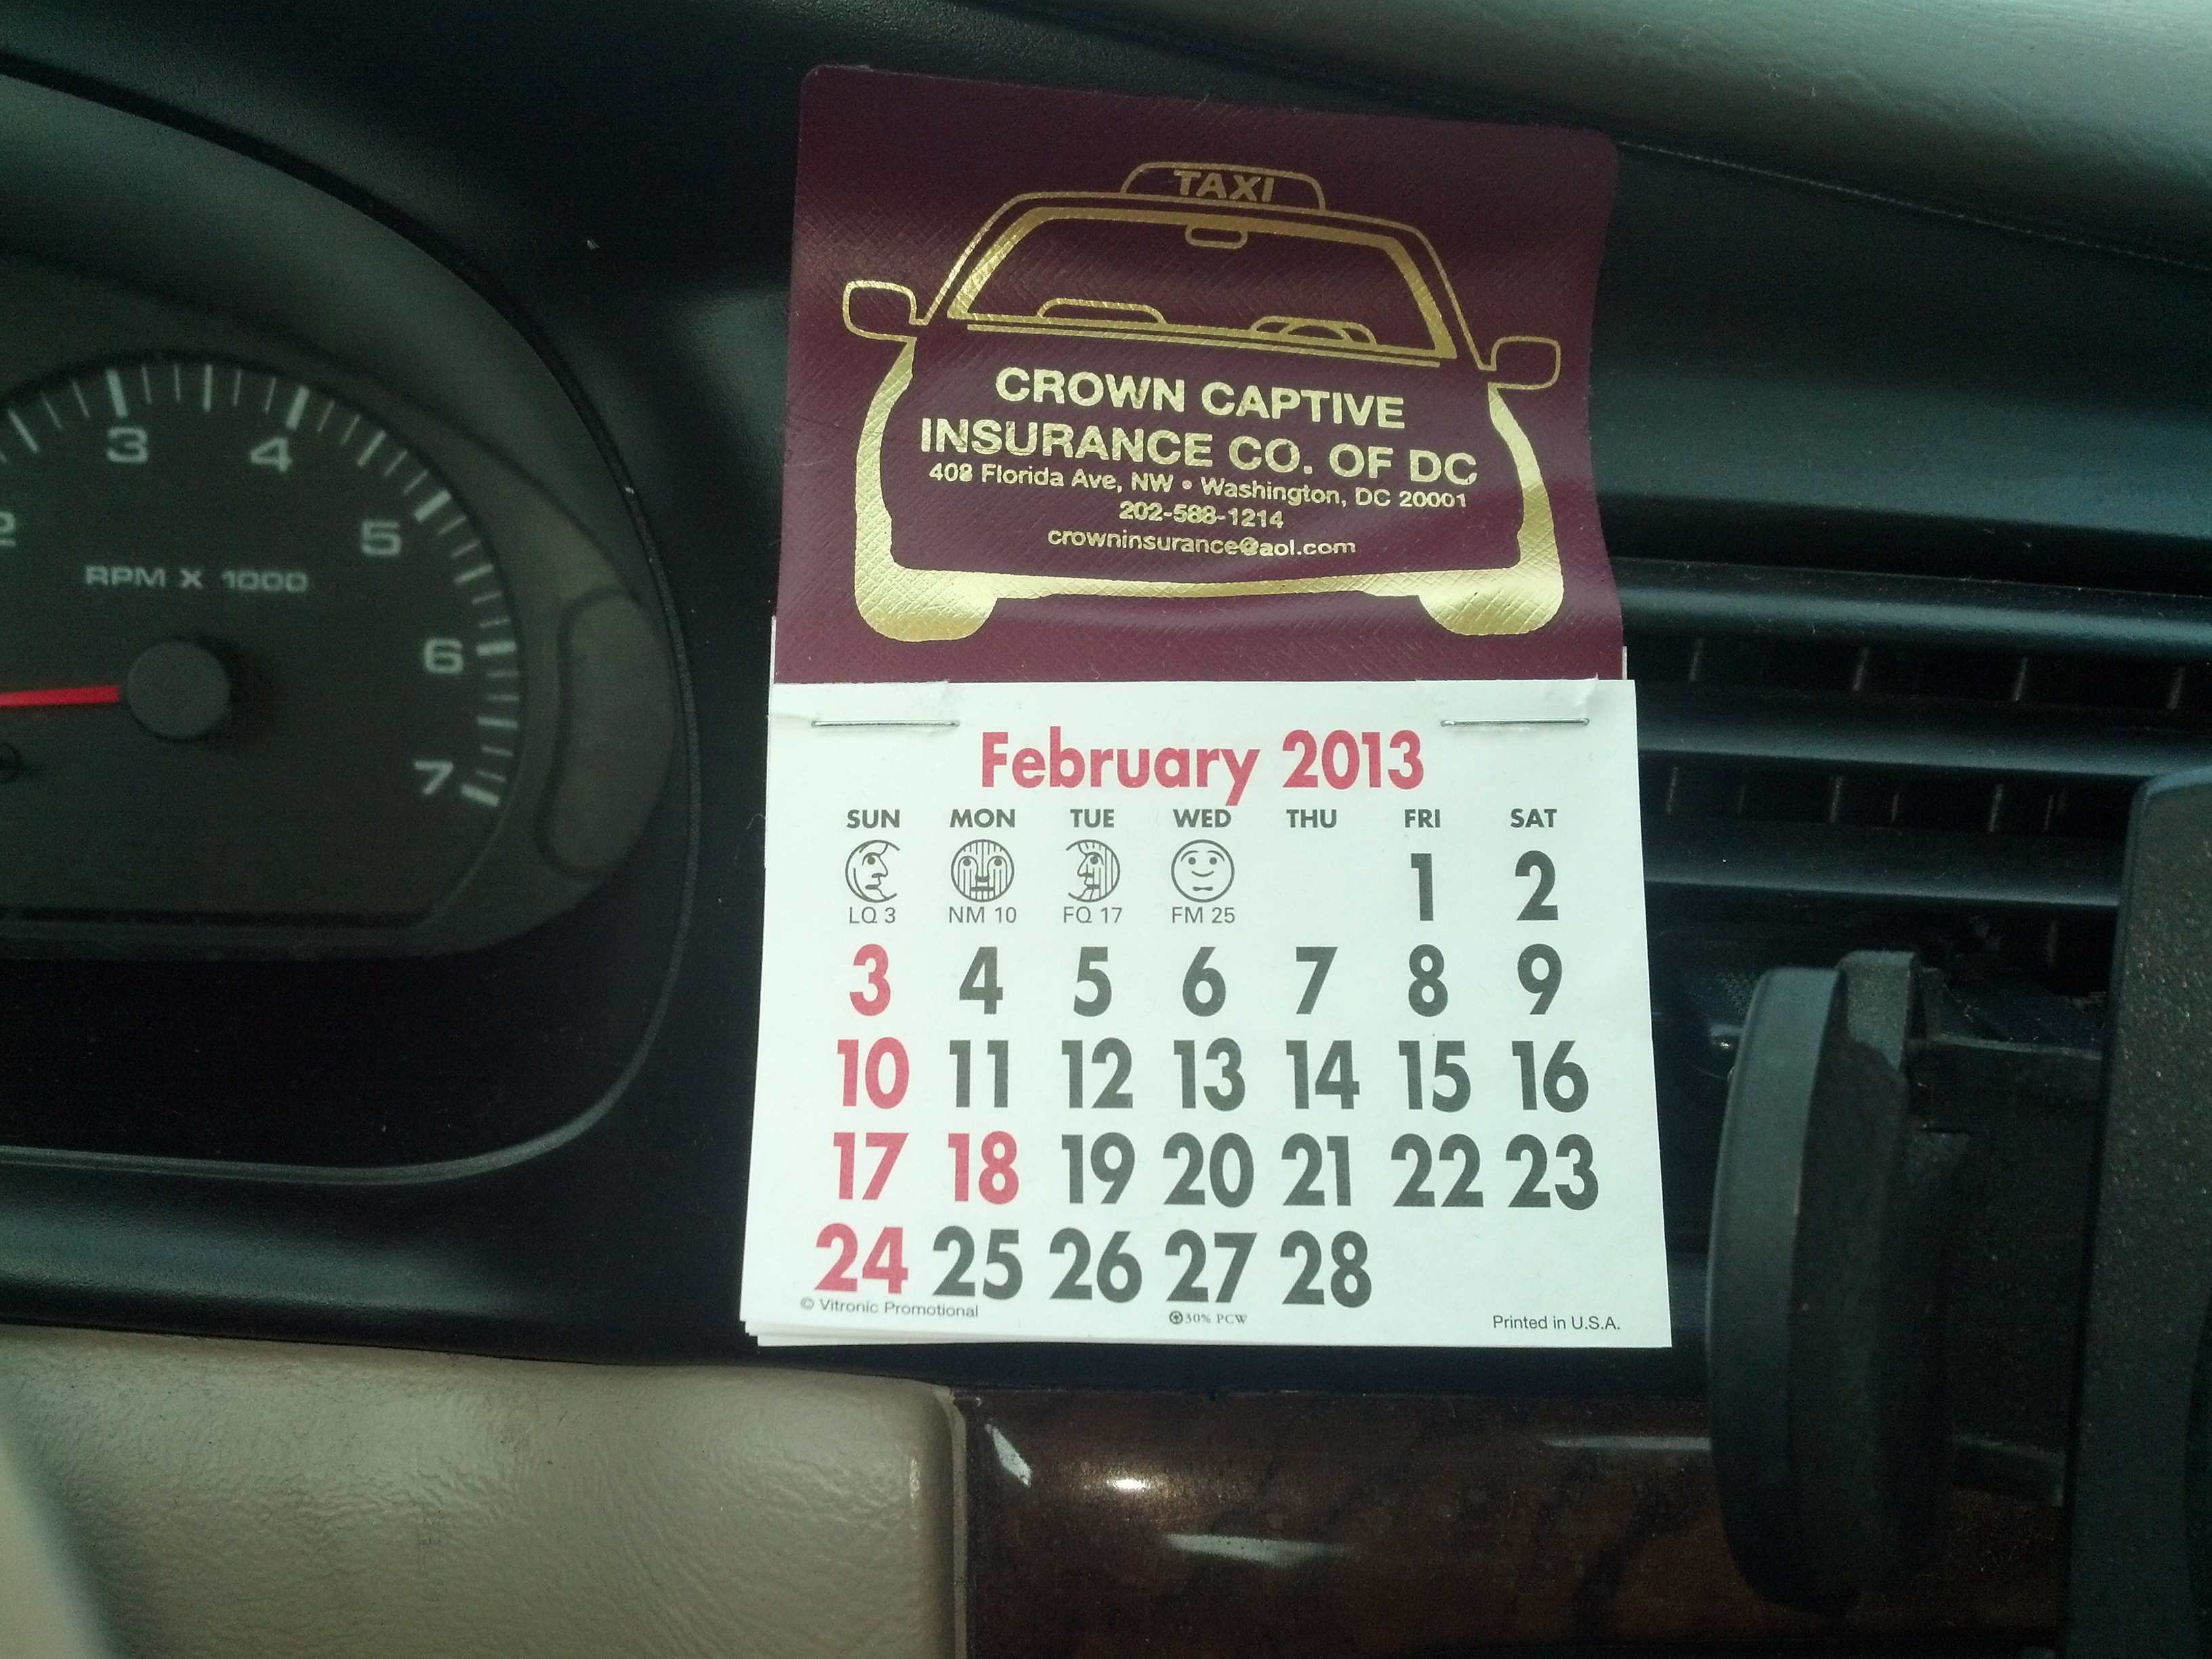 TAXI
CROWN CAPTIVE
INSURANCE CO. OF DC
408 Florida Ave, NW • Washington, DC 20001
202-588-1214
crowninsurance@aol.com
February 2013
SUN MON TUE WED THU FRI SAT
LQ 3 NM 10 FQ 17 FM 25 1 2
3 4 5 6 7 8 9
10 11 12 13 14 15 16
17 18 19 20 21 22 23
24 25 26 27 28
© Vitronic Promotional 30% PCW Printed in U.S.A.
2 3 4 5 6 7
RPM X 1000